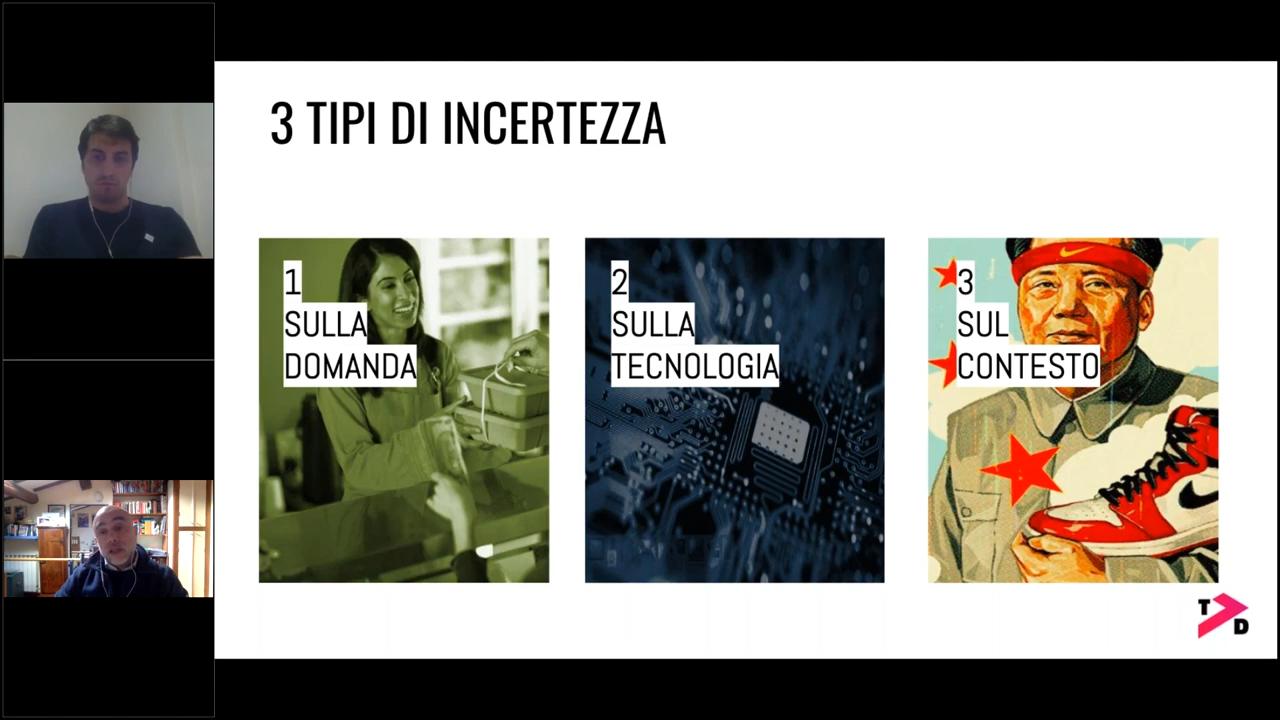 3 TIPI DI INCERTEZZA
1
SULLA
DOMANDA
2
SULLA
TECNOLOGIA
3
SUL
CONTESTO
T D